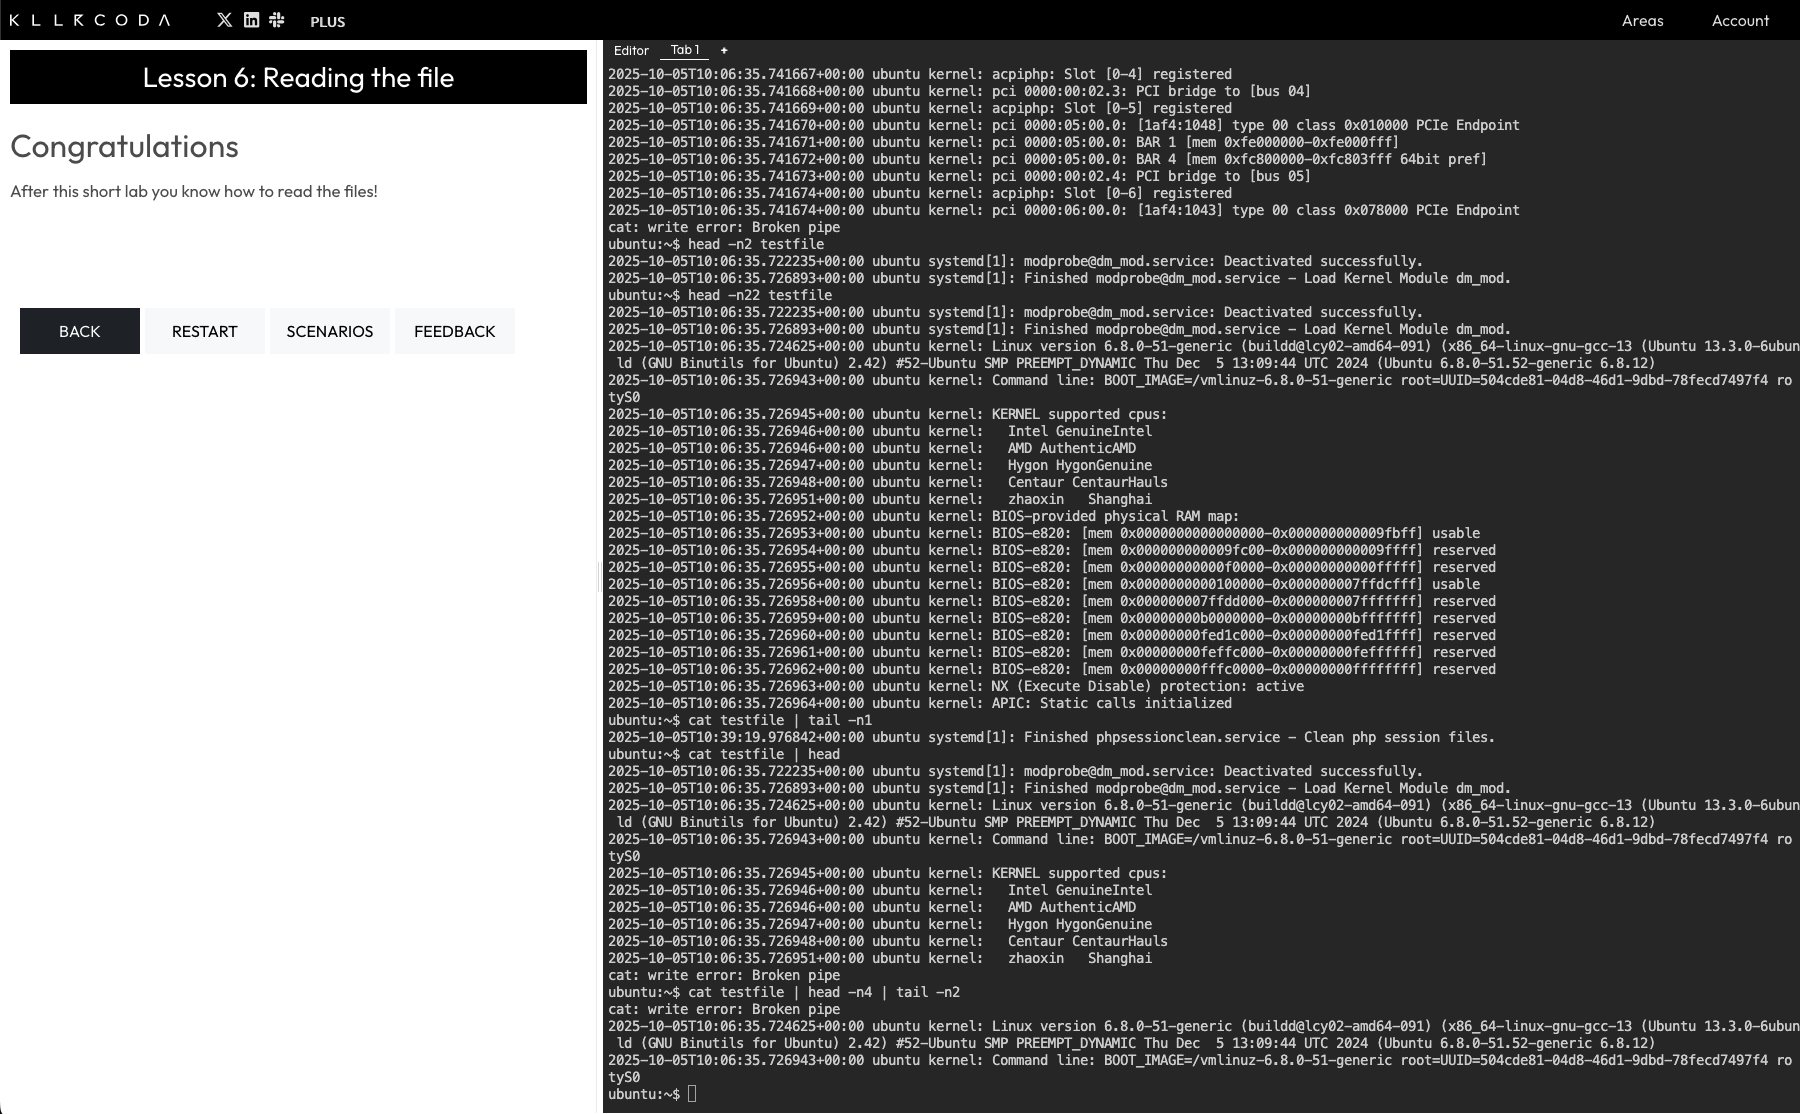 KLLRCODA PLUS Areas Account
Lesson 6: Reading the file
Congratulations
After this short lab you know how to read the files!
BACK RESTART SCENARIOS FEEDBACK
Editor Tab 1 +
2025-10-05T10:06:35.741667+00:00 ubuntu kernel: acpiphp: Slot [0-4] registered
2025-10-05T10:06:35.741668+00:00 ubuntu kernel: pci 0000:00:02.3: PCI bridge to [bus 04]
2025-10-05T10:06:35.741669+00:00 ubuntu kernel: acpiphp: Slot [0-5] registered
2025-10-05T10:06:35.741670+00:00 ubuntu kernel: pci 0000:05:00.0: [1af4:1048] type 00 class 0x010000 PCIe Endpoint
2025-10-05T10:06:35.741671+00:00 ubuntu kernel: pci 0000:05:00.0: BAR 1 [mem 0xfe000000-0xfe000fff]
2025-10-05T10:06:35.741672+00:00 ubuntu kernel: pci 0000:05:00.0: BAR 4 [mem 0xfc800000-0xfc803fff 64bit pref]
2025-10-05T10:06:35.741673+00:00 ubuntu kernel: pci 0000:00:02.4: PCI bridge to [bus 05]
2025-10-05T10:06:35.741674+00:00 ubuntu kernel: acpiphp: Slot [0-6] registered
2025-10-05T10:06:35.741674+00:00 ubuntu kernel: pci 0000:06:00.0: [1af4:1043] type 00 class 0x078000 PCIe Endpoint
cat: write error: Broken pipe
ubuntu:~$ head -n2 testfile
2025-10-05T10:06:35.722235+00:00 ubuntu systemd[1]: modprobe@dm_mod.service: Deactivated successfully.
2025-10-05T10:06:35.726893+00:00 ubuntu systemd[1]: Finished modprobe@dm_mod.service - Load Kernel Module dm_mod.
ubuntu:~$ head -n22 testfile
2025-10-05T10:06:35.722235+00:00 ubuntu systemd[1]: modprobe@dm_mod.service: Deactivated successfully.
2025-10-05T10:06:35.726893+00:00 ubuntu systemd[1]: Finished modprobe@dm_mod.service - Load Kernel Module dm_mod.
2025-10-05T10:06:35.724625+00:00 ubuntu kernel: Linux version 6.8.0-51-generic (buildd@lcy02-amd64-091) (x86_64-linux-gnu-gcc-13 (Ubuntu 13.3.0-6ubun
ld (GNU Binutils for Ubuntu) 2.42) #52-Ubuntu SMP PREEMPT_DYNAMIC Thu Dec  5 13:09:44 UTC 2024 (Ubuntu 6.8.0-51.52-generic 6.8.12)
2025-10-05T10:06:35.726943+00:00 ubuntu kernel: Command line: BOOT_IMAGE=/vmlinuz-6.8.0-51-generic root=UUID=504cde81-04d8-46d1-9dbd-78fecd7497f4 ro
tyS0
2025-10-05T10:06:35.726945+00:00 ubuntu kernel: KERNEL supported cpus:
2025-10-05T10:06:35.726946+00:00 ubuntu kernel:   Intel GenuineIntel
2025-10-05T10:06:35.726946+00:00 ubuntu kernel:   AMD AuthenticAMD
2025-10-05T10:06:35.726947+00:00 ubuntu kernel:   Hygon HygonGenuine
2025-10-05T10:06:35.726948+00:00 ubuntu kernel:   Centaur CentaurHauls
2025-10-05T10:06:35.726951+00:00 ubuntu kernel:   zhaoxin   Shanghai
2025-10-05T10:06:35.726952+00:00 ubuntu kernel: BIOS-provided physical RAM map:
2025-10-05T10:06:35.726953+00:00 ubuntu kernel: BIOS-e820: [mem 0x0000000000000000-0x000000000009fbff] usable
2025-10-05T10:06:35.726954+00:00 ubuntu kernel: BIOS-e820: [mem 0x000000000009fc00-0x000000000009ffff] reserved
2025-10-05T10:06:35.726955+00:00 ubuntu kernel: BIOS-e820: [mem 0x00000000000f0000-0x00000000000fffff] reserved
2025-10-05T10:06:35.726956+00:00 ubuntu kernel: BIOS-e820: [mem 0x0000000000100000-0x000000007ffdcfff] usable
2025-10-05T10:06:35.726958+00:00 ubuntu kernel: BIOS-e820: [mem 0x000000007ffdd000-0x000000007fffffff] reserved
2025-10-05T10:06:35.726959+00:00 ubuntu kernel: BIOS-e820: [mem 0x00000000b0000000-0x00000000bfffffff] reserved
2025-10-05T10:06:35.726960+00:00 ubuntu kernel: BIOS-e820: [mem 0x00000000fed1c000-0x00000000fed1ffff] reserved
2025-10-05T10:06:35.726961+00:00 ubuntu kernel: BIOS-e820: [mem 0x00000000feffc000-0x00000000feffffff] reserved
2025-10-05T10:06:35.726962+00:00 ubuntu kernel: BIOS-e820: [mem 0x00000000fffc0000-0x00000000ffffffff] reserved
2025-10-05T10:06:35.726963+00:00 ubuntu kernel: NX (Execute Disable) protection: active
2025-10-05T10:06:35.726964+00:00 ubuntu kernel: APIC: Static calls initialized
ubuntu:~$ cat testfile | tail -n1
2025-10-05T10:39:19.976842+00:00 ubuntu systemd[1]: Finished phpsessionclean.service - Clean php session files.
ubuntu:~$ cat testfile | head
2025-10-05T10:06:35.722235+00:00 ubuntu systemd[1]: modprobe@dm_mod.service: Deactivated successfully.
2025-10-05T10:06:35.726893+00:00 ubuntu systemd[1]: Finished modprobe@dm_mod.service - Load Kernel Module dm_mod.
2025-10-05T10:06:35.724625+00:00 ubuntu kernel: Linux version 6.8.0-51-generic (buildd@lcy02-amd64-091) (x86_64-linux-gnu-gcc-13 (Ubuntu 13.3.0-6ubun
ld (GNU Binutils for Ubuntu) 2.42) #52-Ubuntu SMP PREEMPT_DYNAMIC Thu Dec  5 13:09:44 UTC 2024 (Ubuntu 6.8.0-51.52-generic 6.8.12)
2025-10-05T10:06:35.726943+00:00 ubuntu kernel: Command line: BOOT_IMAGE=/vmlinuz-6.8.0-51-generic root=UUID=504cde81-04d8-46d1-9dbd-78fecd7497f4 ro
tyS0
2025-10-05T10:06:35.726945+00:00 ubuntu kernel: KERNEL supported cpus:
2025-10-05T10:06:35.726946+00:00 ubuntu kernel:   Intel GenuineIntel
2025-10-05T10:06:35.726946+00:00 ubuntu kernel:   AMD AuthenticAMD
2025-10-05T10:06:35.726947+00:00 ubuntu kernel:   Hygon HygonGenuine
2025-10-05T10:06:35.726948+00:00 ubuntu kernel:   Centaur CentaurHauls
2025-10-05T10:06:35.726951+00:00 ubuntu kernel:   zhaoxin   Shanghai
cat: write error: Broken pipe
ubuntu:~$ cat testfile | head -n4 | tail -n2
cat: write error: Broken pipe
2025-10-05T10:06:35.724625+00:00 ubuntu kernel: Linux version 6.8.0-51-generic (buildd@lcy02-amd64-091) (x86_64-linux-gnu-gcc-13 (Ubuntu 13.3.0-6ubun
ld (GNU Binutils for Ubuntu) 2.42) #52-Ubuntu SMP PREEMPT_DYNAMIC Thu Dec  5 13:09:44 UTC 2024 (Ubuntu 6.8.0-51.52-generic 6.8.12)
2025-10-05T10:06:35.726943+00:00 ubuntu kernel: Command line: BOOT_IMAGE=/vmlinuz-6.8.0-51-generic root=UUID=504cde81-04d8-46d1-9dbd-78fecd7497f4 ro
tyS0
ubuntu:~$